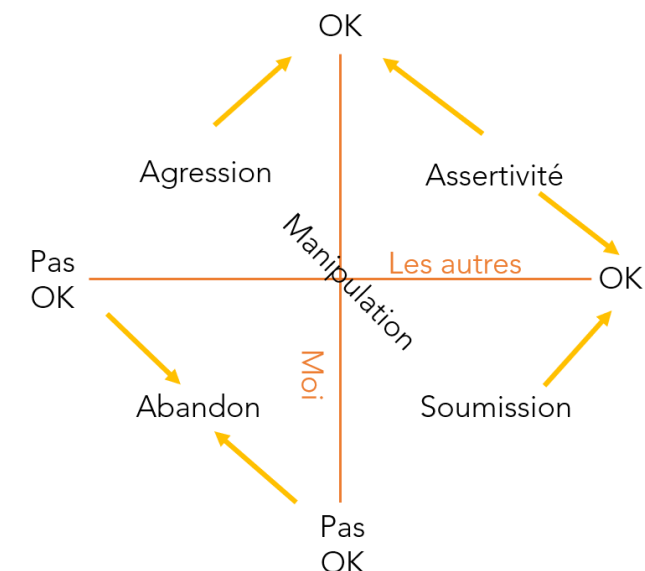 OK
Agression
Assertivité
Manipulation
Pas
OK
Les autres
OK
Moi
Abandon
Soumission
Pas
OK